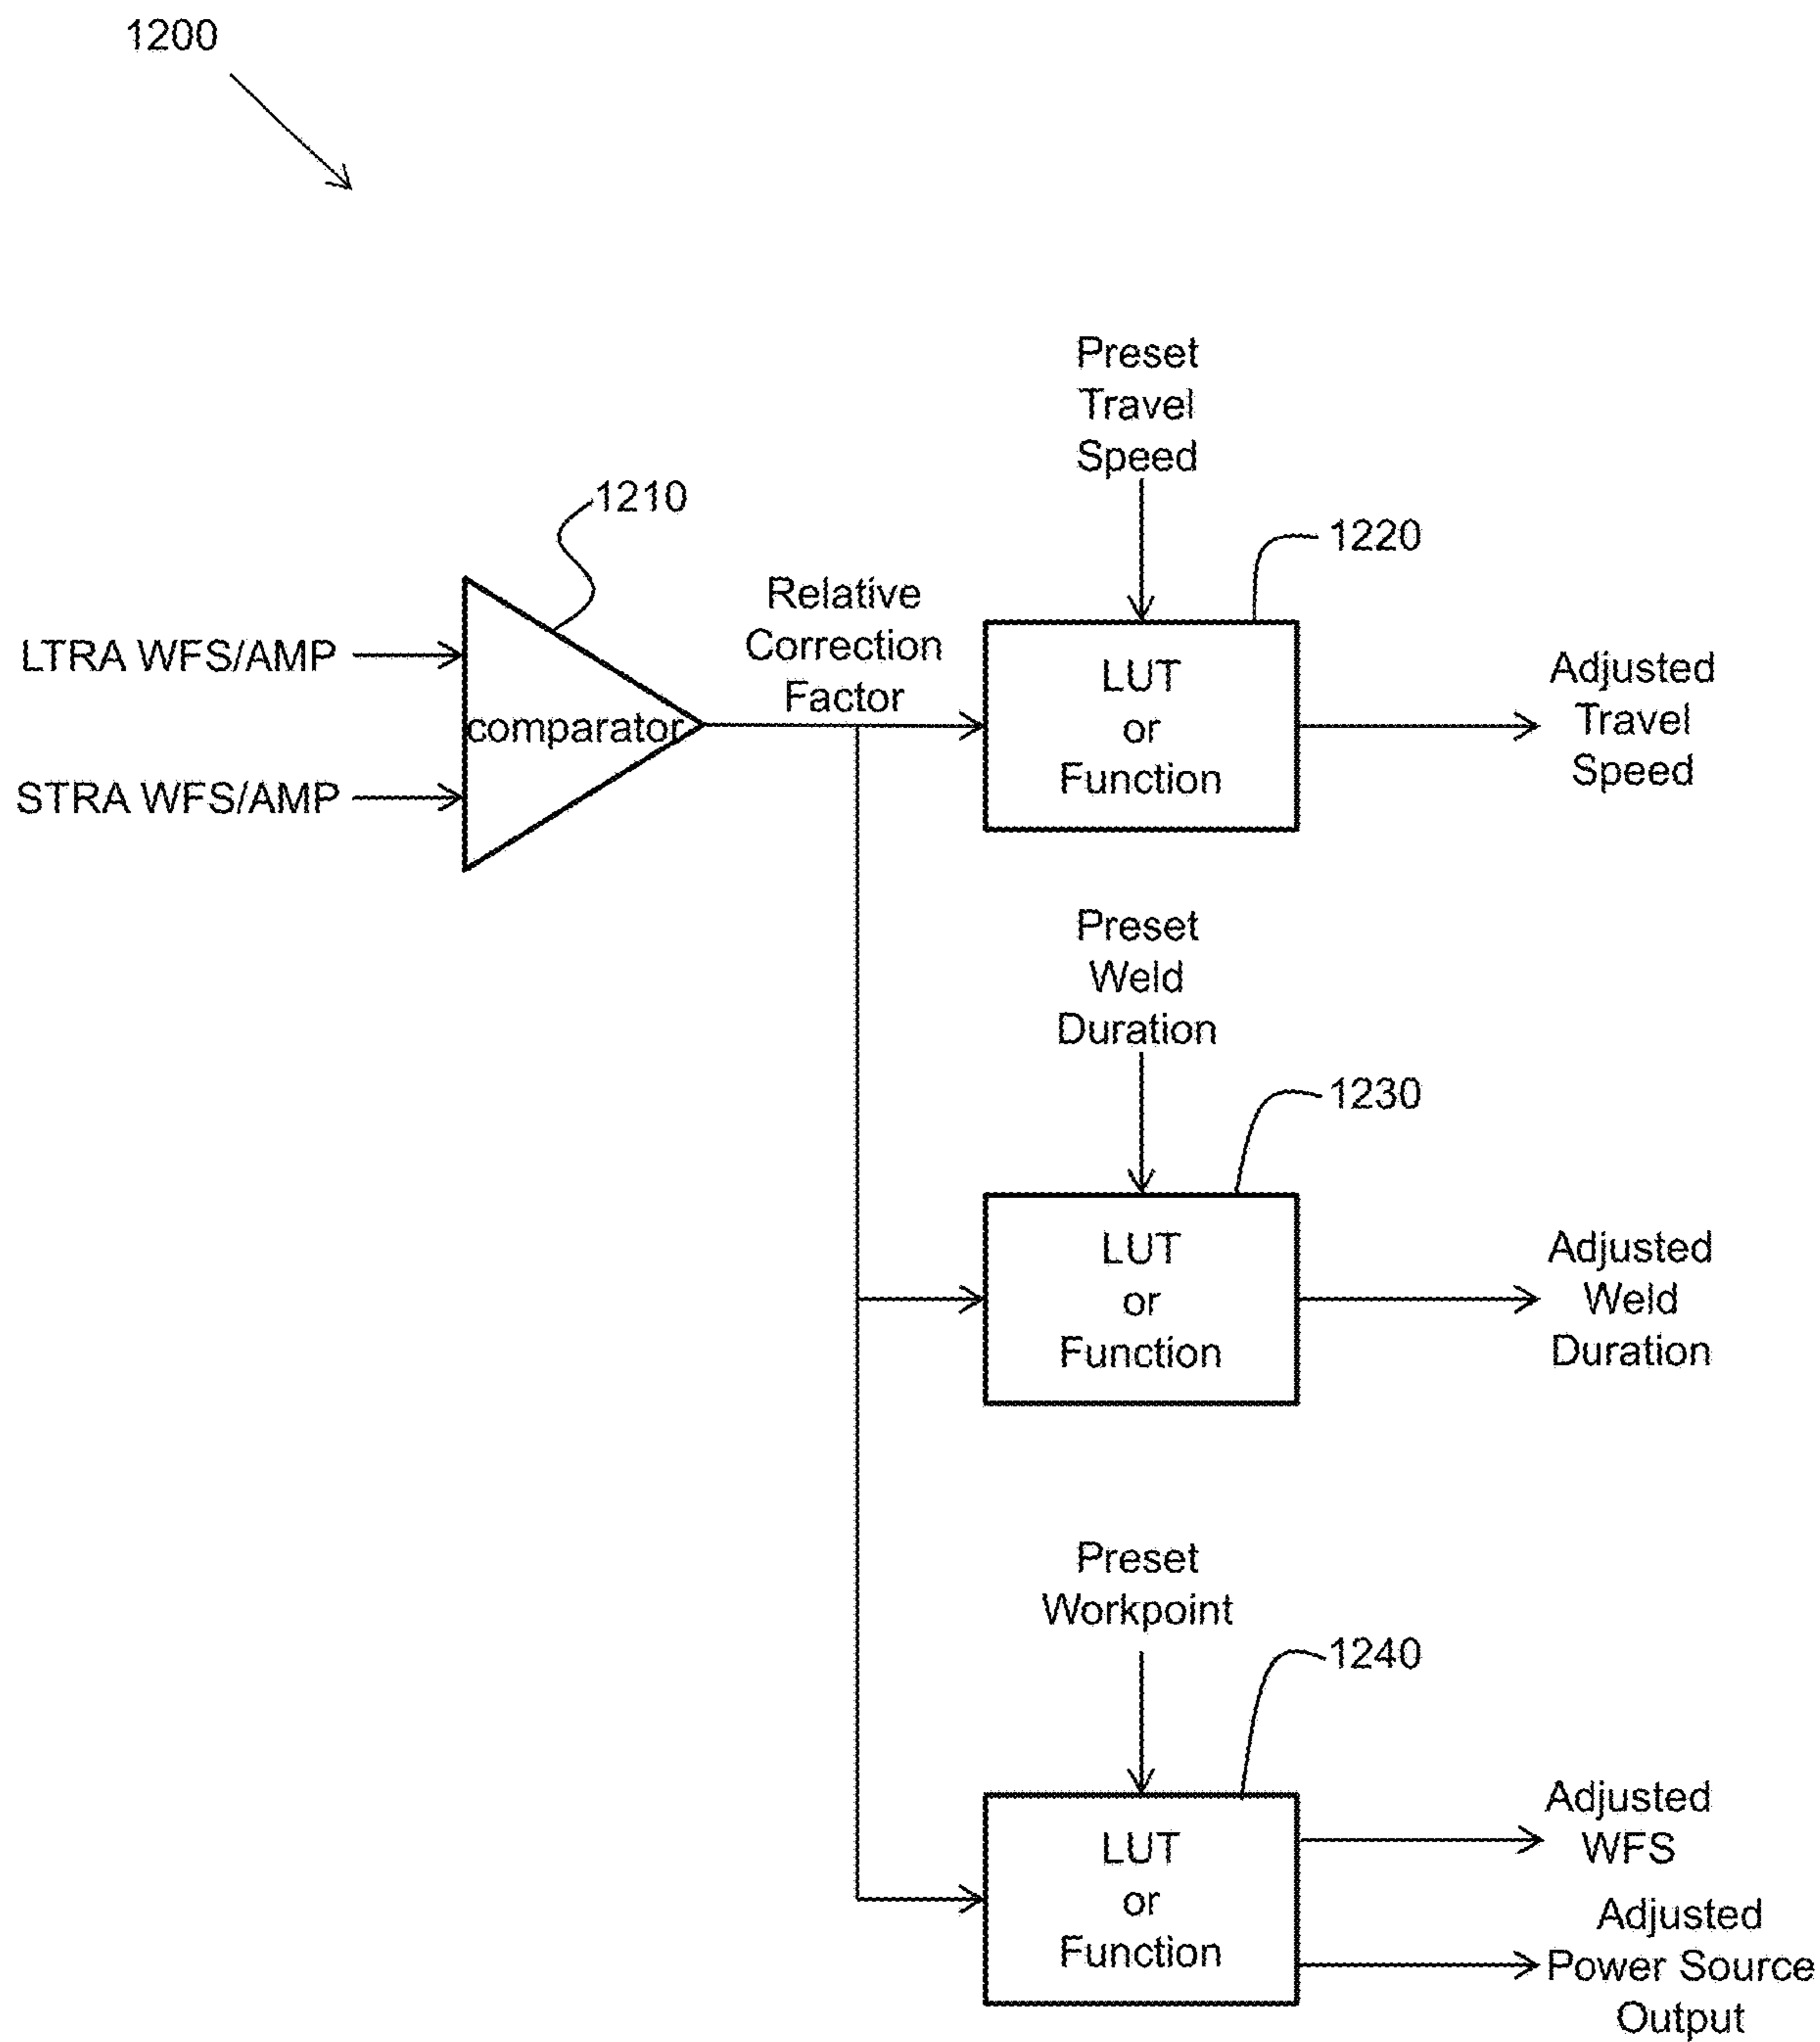 1200
Preset
Travel
Speed
1210
1220
LTRA WFS/AMP
STRA WFS/AMP
comparator
Relative
Correction
Factor
LUT
or
Function
Adjusted
Travel
Speed
Preset
Weld
Duration
1230
LUT
or
Function
Adjusted
Weld
Duration
Preset
Workpoint
1240
LUT
or
Function
Adjusted
WFS
Adjusted
Power Source
Output